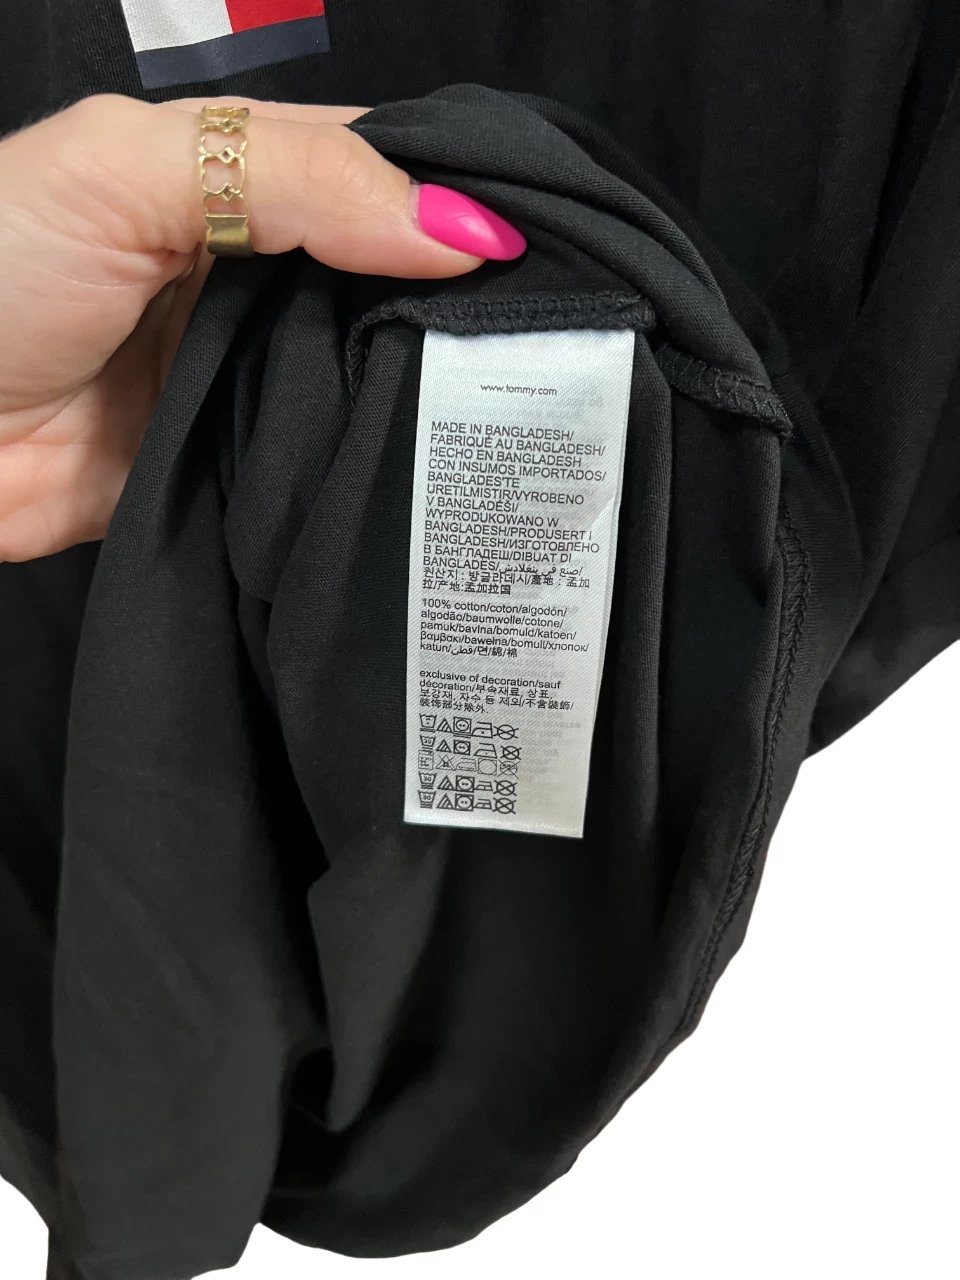 www.tommy.com
MADE IN BANGLADESH/
FABRIQUÉ AU BANGLADESH/
HECHO EN BANGLADESH
CON INSUMOS IMPORTADOS/
BANGLADEŞ'TE
URETILMISTIR/VYROBENO
V BANGLADÉŠI/
WYPRODUKOWANO W
BANGLADESH/PRODUSERT I
BANGLADESH/ИЗГОТОВЛЕНО
В БАНГЛАДЕШ/DIBUAT DI
BANGLADES/صنع في بنغلاديش/
원산지 : 방글라데시/產地 : 孟加
拉/产地:孟加拉国
100% cotton/coton/algodón/
algodão/baumwolle/cotone/
pamuk/bavlna/bomuld/katoen/
βαμβακι/bawełna/bomull/хлопок/
katun/قطن/면/綿/棉
exclusive of decoration/sauf
décoration/부속재료, 상표,
보강재, 자수 등 제외/不含裝飾/
装饰部分除外.